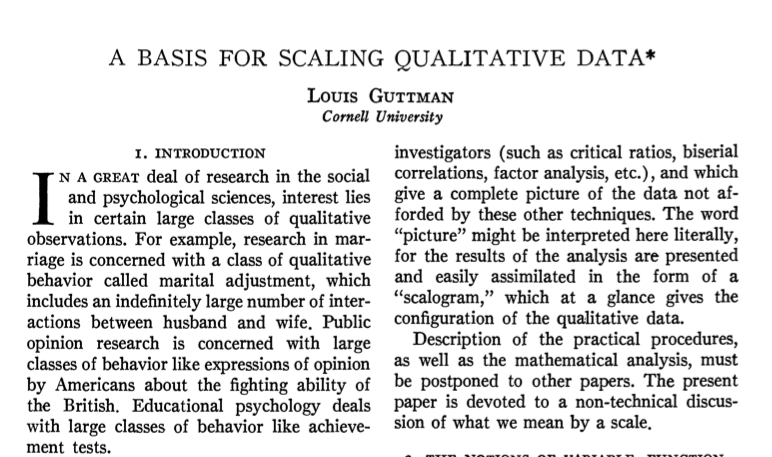 A BASIS FOR SCALING QUALITATIVE DATA*
LOUIS GUTTMAN
Cornell University
1. INTRODUCTION
IN A GREAT deal of research in the social
and psychological sciences, interest lies
in certain large classes of qualitative
observations. For example, research in mar-
riage is concerned with a class of qualitative
behavior called marital adjustment, which
includes an indefinitely large number of inter-
actions between husband and wife. Public
opinion research is concerned with large
classes of behavior like expressions of opinion
by Americans about the fighting ability of
the British. Educational psychology deals
with large classes of behavior like achieve-
ment tests.
investigators (such as critical ratios, biserial
correlations, factor analysis, etc.), and which
give a complete picture of the data not af-
forded by these other techniques. The word
“picture” might be interpreted here literally,
for the results of the analysis are presented
and easily assimilated in the form of a
“scalogram,” which at a glance gives the
configuration of the qualitative data.
Description of the practical procedures,
as well as the mathematical analysis, must
be postponed to other papers. The present
paper is devoted to a non-technical discus-
sion of what we mean by a scale.